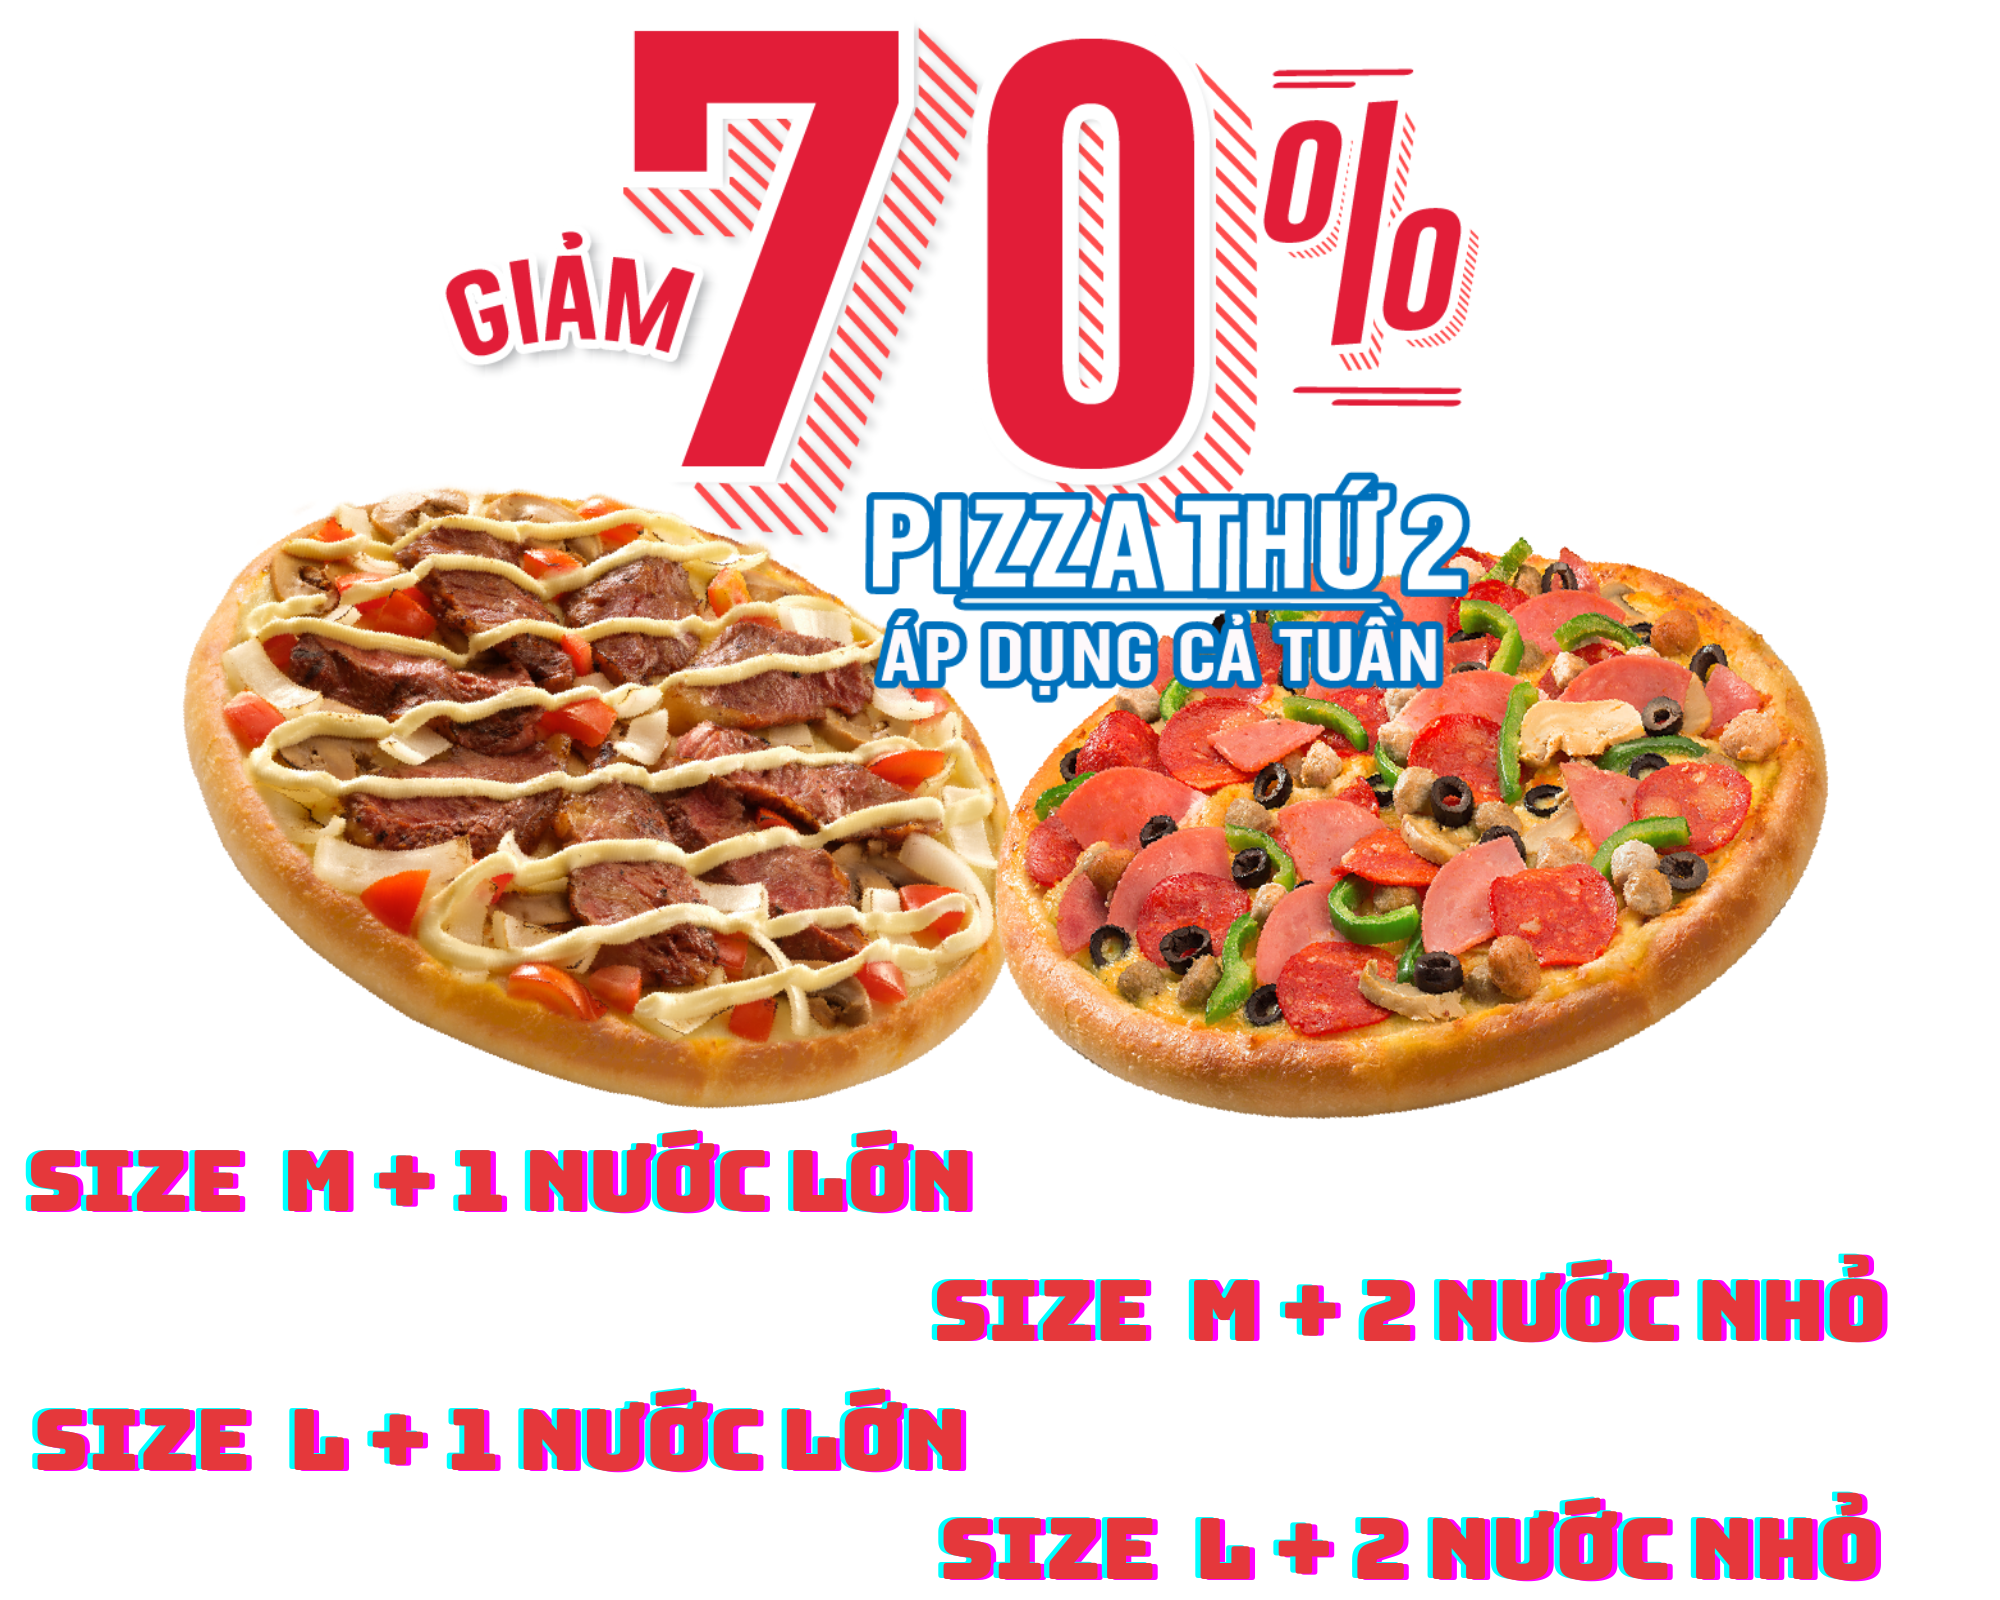 GIẢM 70%
PIZZA THỨ 2
ÁP DỤNG CẢ TUẦN
SIZE M + 1 NƯỚC LỚN
SIZE M + 2 NƯỚC NHỎ
SIZE L + 1 NƯỚC LỚN
SIZE L + 2 NƯỚC NHỎ